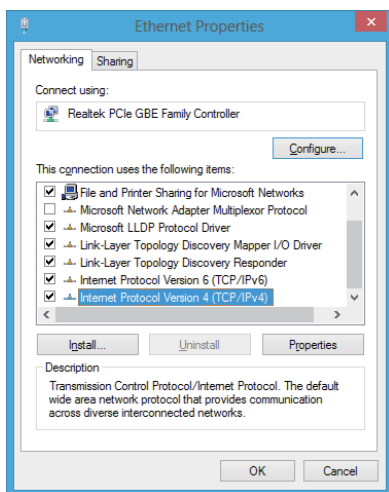 Ethernet Properties
Networking
Sharing
Connect using:
Realtek PCIe GBE Family Controller
Configure...
This connection uses the following items:
File and Printer Sharing for Microsoft Networks
Microsoft Network Adapter Multiplexor Protocol
Microsoft LLDP Protocol Driver
Link-Layer Topology Discovery Mapper I/O Driver
Link-Layer Topology Discovery Responder
Internet Protocol Version 6 (TCP/IPv6)
Internet Protocol Version 4 (TCP/IPv4)
Install...
Uninstall
Properties
Description
Transmission Control Protocol/Internet Protocol. The default
wide area network protocol that provides communication
across diverse interconnected networks.
OK
Cancel